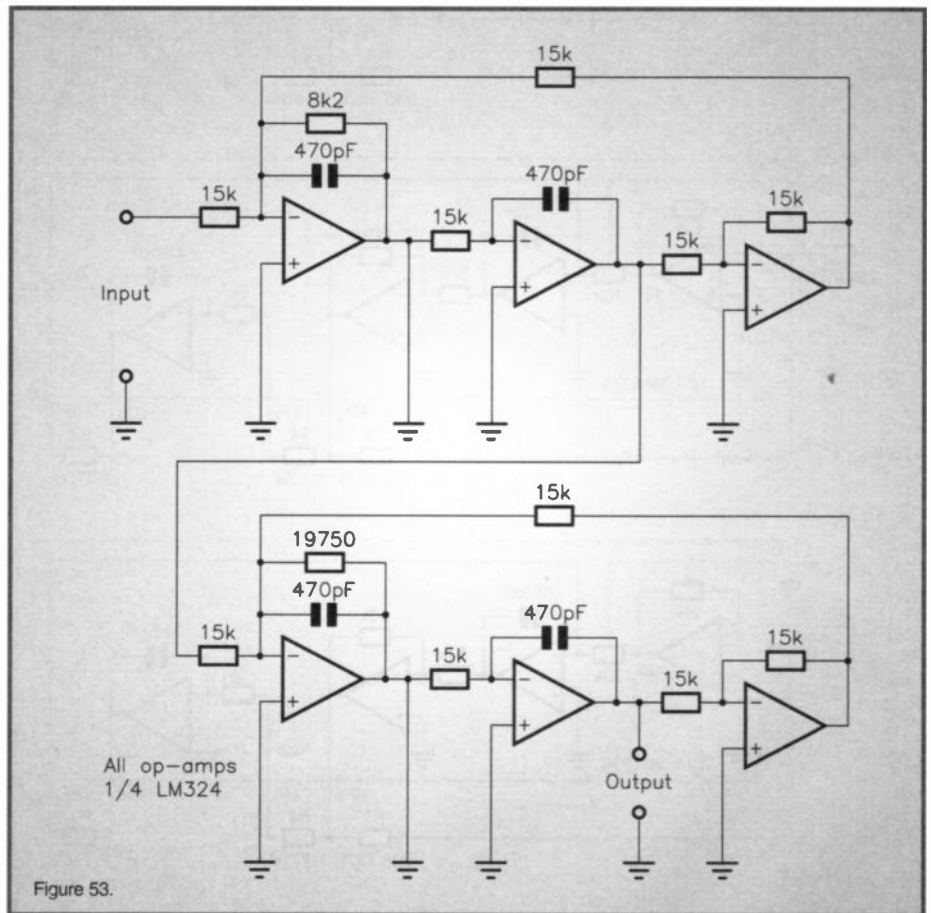 15k
8k2
470pF
15k
470pF
15k
15k
15k
−
+
−
+
−
+
Input
15k
19750
470pF
15k
470pF
15k
15k
15k
−
+
−
+
−
+
All op-amps
1/4 LM324
Output
Figure 53.